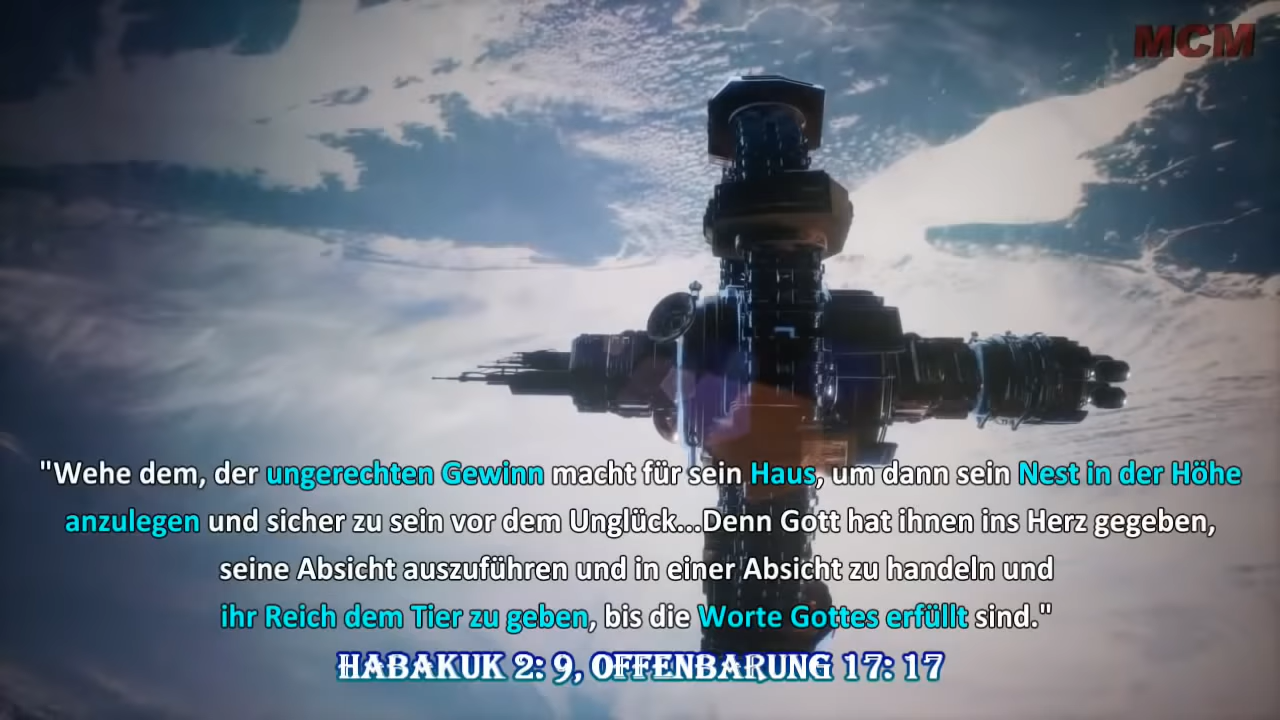 MCM
"Wehe dem, der ungerechten Gewinn macht für sein Haus, um dann sein Nest in der Höhe
anzulegen und sicher zu sein vor dem Unglück...Denn Gott hat ihnen ins Herz gegeben,
seine Absicht auszuführen und in einer Absicht zu handeln und
ihr Reich dem Tier zu geben, bis die Worte Gottes erfüllt sind."
HABAKUK 2: 9, OFFENBARUNG 17: 17